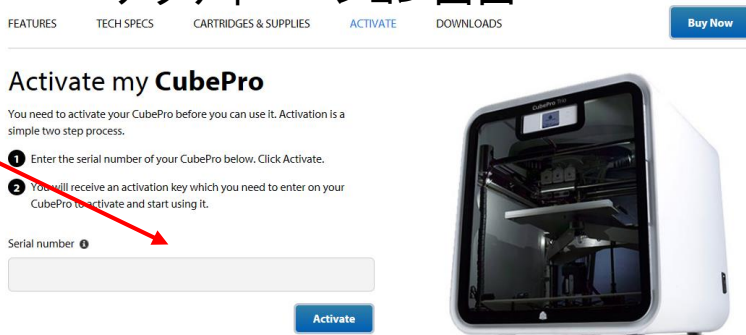 FEATURES TECH SPECS CARTRIDGES & SUPPLIES ACTIVATE DOWNLOADS Buy Now
Activate my CubePro
You need to activate your CubePro before you can use it. Activation is a
simple two step process.
1 Enter the serial number of your CubePro below. Click Activate.
2 You will receive an activation key which you need to enter on your
CubePro to activate and start using it.
Serial number
Activate
CubePro Trio